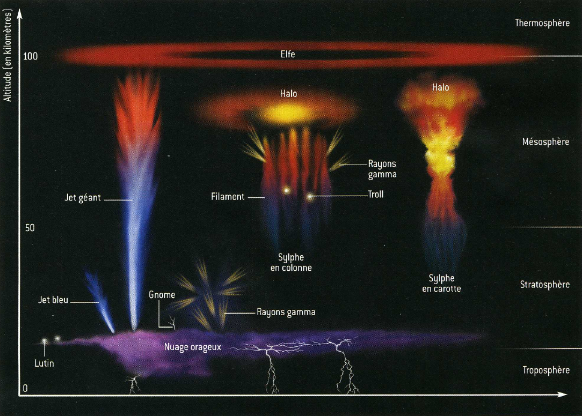 Altitude (en kilomètres)
Thermosphère
100
Elfe
Halo
Halo
Mésosphère
Rayons
gamma
Jet géant
Filament
Troll
50
Sylphe
en colonne
Sylphe
en carotte
Stratosphère
Jet bleu
Gnome
Rayons gamma
Nuage orageux
Lutin
Troposphère
0